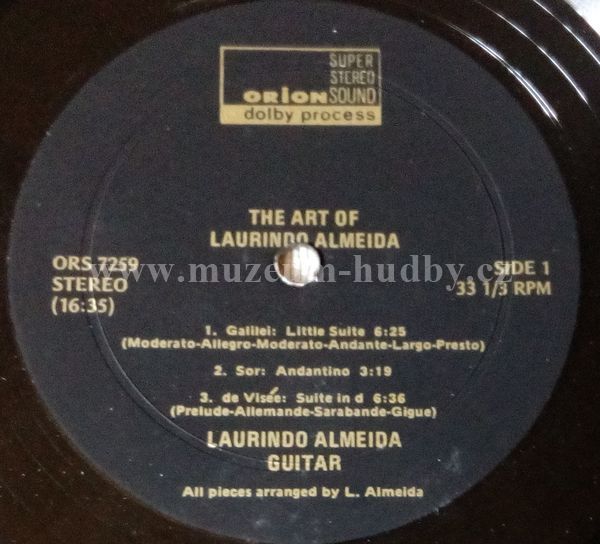 SUPER
STEREO
ORION SOUND
dolby process
THE ART OF
LAURINDO ALMEIDA
ORS 7259
STEREO
(16:35)
SIDE 1
33 1/3 RPM
www.muzeum-hudby.cz
1. Galilei: Little Suite 6:25
(Moderato-Allegro-Moderato-Andante-Largo-Presto)
2. Sor: Andantino 3:19
3. de Visée: Suite in d 6:36
(Prelude-Allemande-Sarabande-Gigue)
LAURINDO ALMEIDA
GUITAR
All pieces arranged by L. Almeida